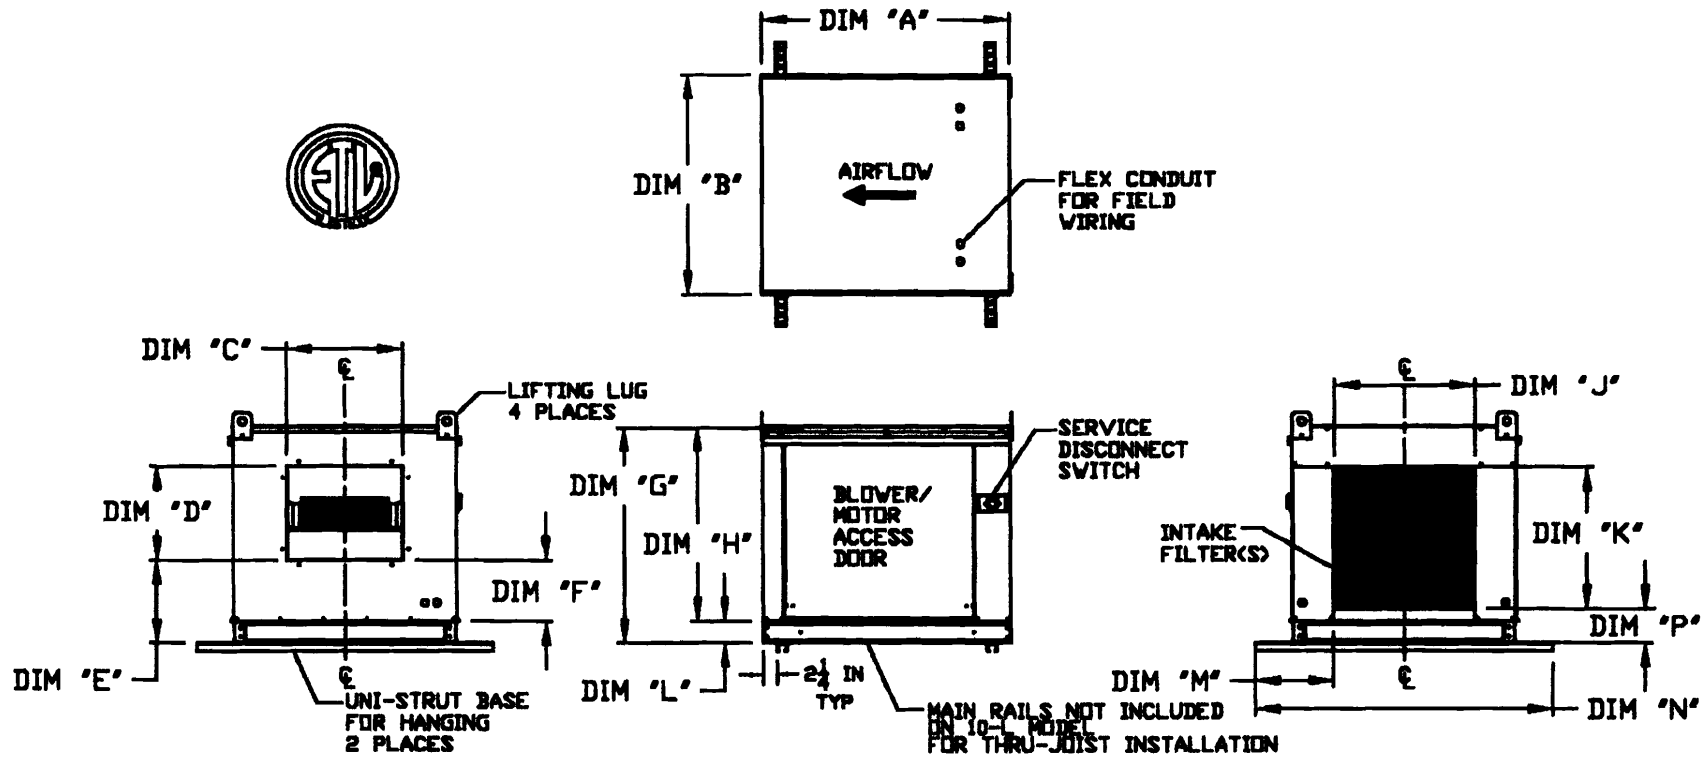 DIM "A"
DIM "B"
AIRFLOW
FLEX CONDUIT
FOR FIELD
WIRING
DIM "C"
℄
LIFTING LUG
4 PLACES
DIM "D"
DIM "F"
DIM "E"
℄
UNI-STRUT BASE
FOR HANGING
2 PLACES
DIM "G"
DIM "H"
BLOWER/
MOTOR
ACCESS
DOOR
SERVICE
DISCONNECT
SWITCH
DIM "L"
2 1/4 IN
TYP
MAIN RAILS NOT INCLUDED
ON 10-L MODEL
FOR THRU-JOIST INSTALLATION
℄
DIM "J"
INTAKE
FILTER(S)
DIM "K"
DIM "P"
DIM "M"
℄
DIM "N"